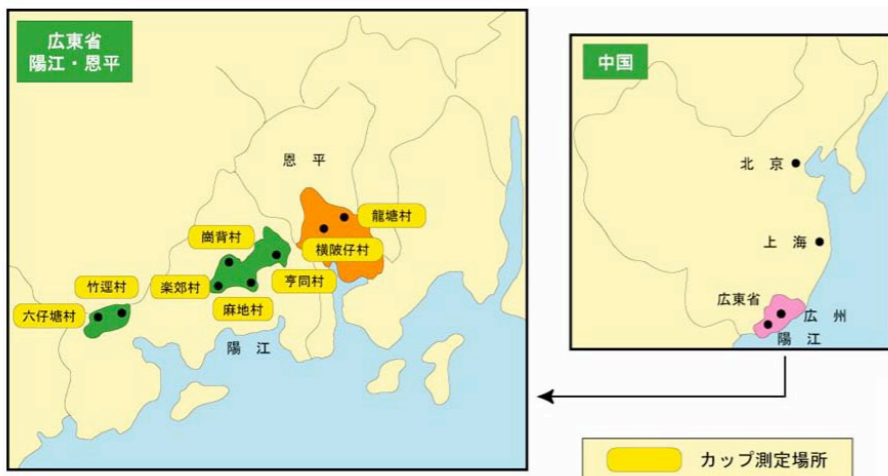 広東省
陽江・恩平
恩 平
龍塘村
崗背村
横陂仔村
竹逕村
楽郊村
亨同村
六仔塘村
麻地村
陽 江
中国
北 京
上 海
広東省
広 州
陽 江
カップ測定場所